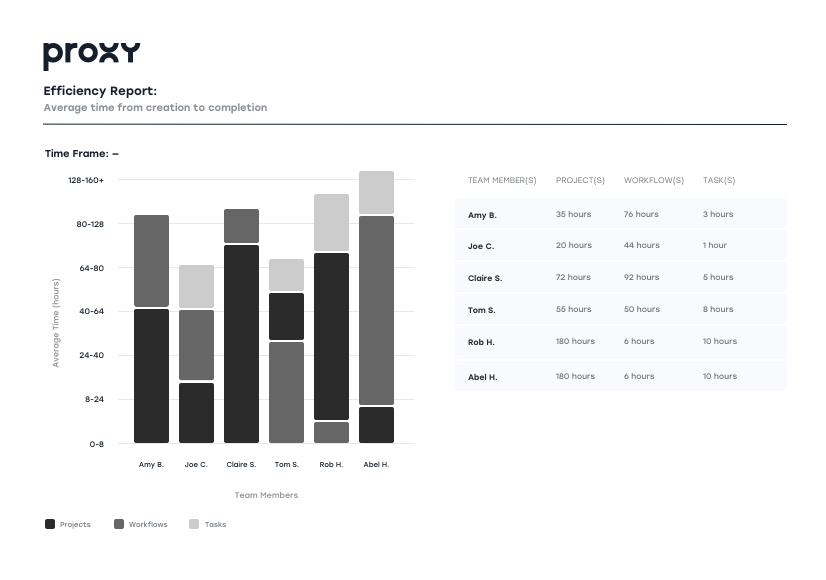 proxy
Efficiency Report:
Average time from creation to completion
Time Frame: –
128-160+
80-128
64-80
40-64
24-40
8-24
0-8
Average Time (hours)
Amy B. Joe C. Claire S. Tom S. Rob H. Abel H.
Team Members
Projects Workflows Tasks
TEAM MEMBER(S) PROJECT(S) WORKFLOW(S) TASK(S)
Amy B. 35 hours 76 hours 3 hours
Joe C. 20 hours 44 hours 1 hour
Claire S. 72 hours 92 hours 5 hours
Tom S. 55 hours 50 hours 8 hours
Rob H. 180 hours 6 hours 10 hours
Abel H. 180 hours 6 hours 10 hours